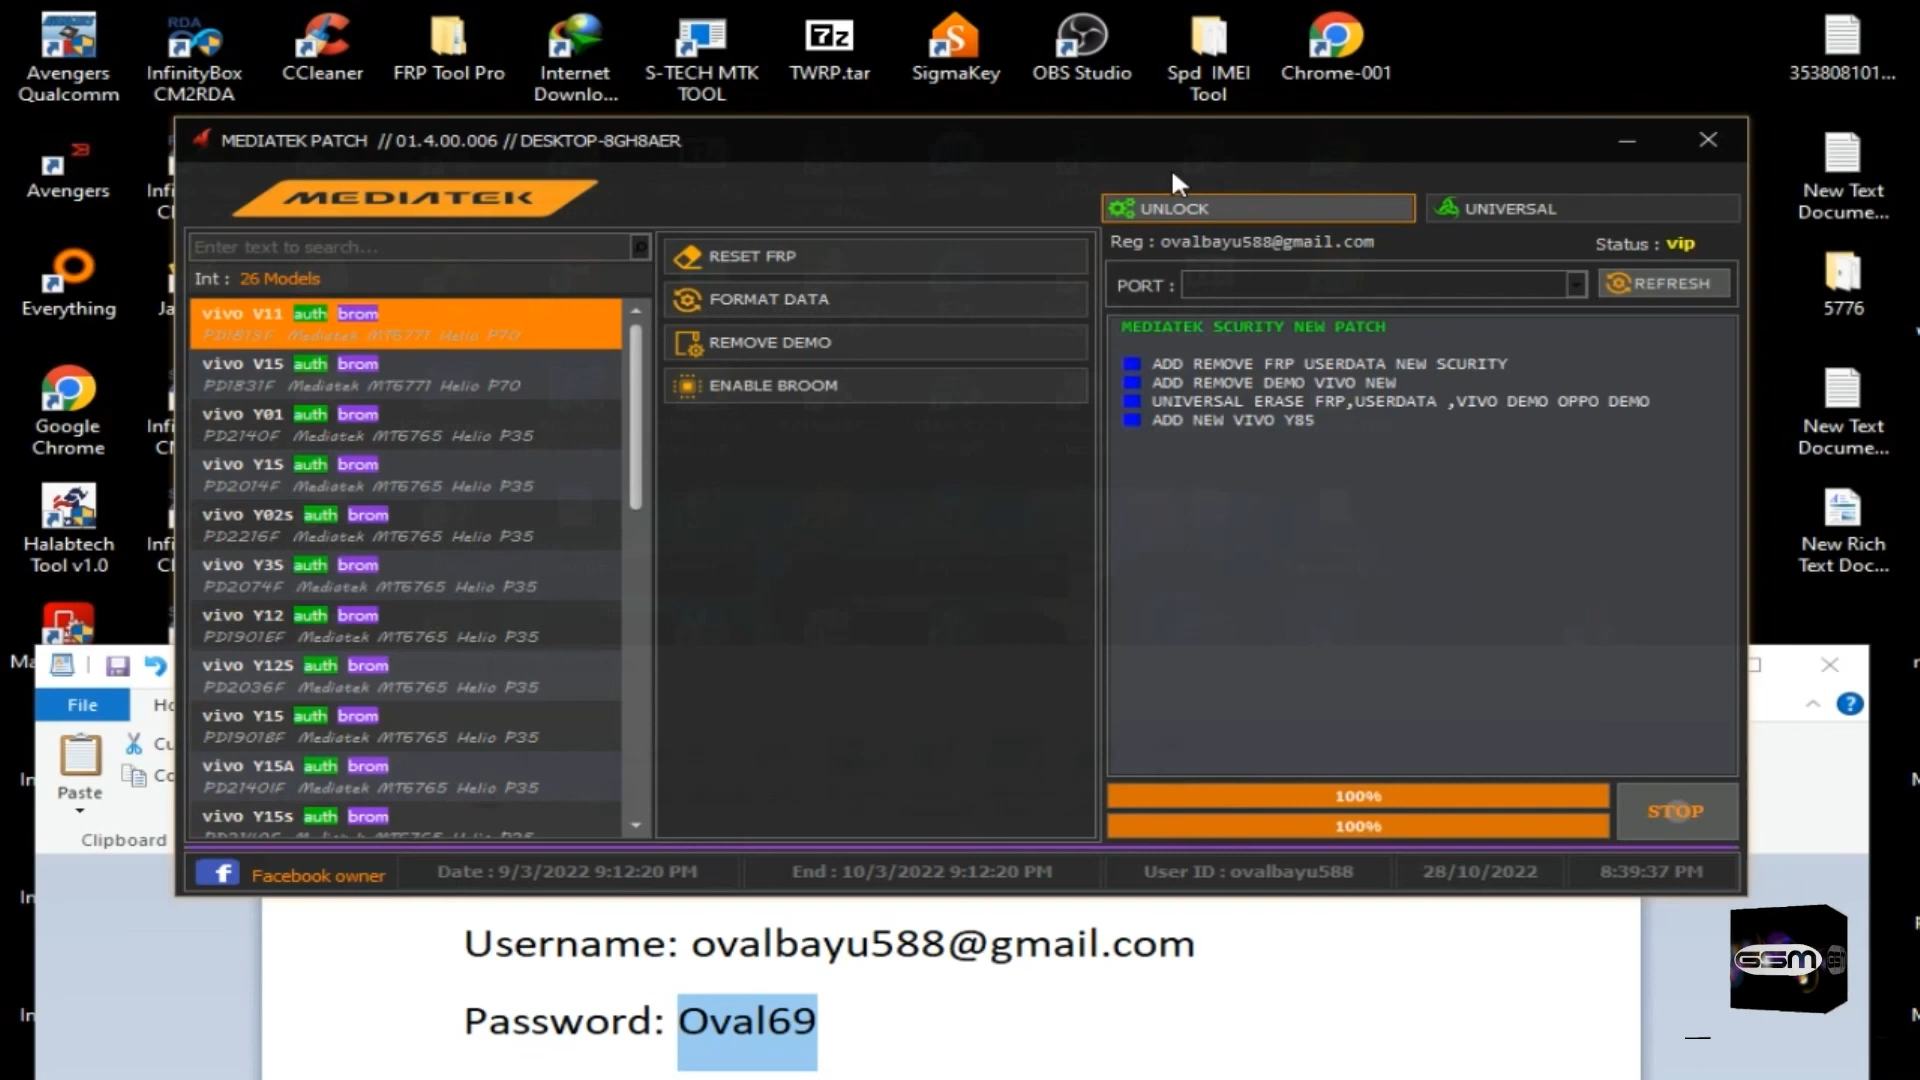 Avengers Qualcomm
InfinityBox CM2RDA
CCleaner
FRP Tool Pro
Internet Downlo...
S-TECH MTK TOOL
TWRP.tar
SigmaKey
OBS Studio
Spd IMEI Tool
Chrome-001
353808101...
Avengers
New Text Docume...
Everything
5776
Google Chrome
New Text Docume...
Halabtech Tool v1.0
New Rich Text Doc...
MEDIATEK PATCH // 01.4.00.006 // DESKTOP-8GH8AER
MEDIATEK
UNLOCK
UNIVERSAL
Enter text to search...
Reg : ovalbayu588@gmail.com
Status : vip
Int : 26 Models
PORT :
REFRESH
vivo V11 auth brom
PD1813F Mediatek MT6771 Helio P70
vivo V15 auth brom
PD1831F Mediatek MT6771 Helio P70
vivo Y01 auth brom
PD2140F Mediatek MT6765 Helio P35
vivo Y1S auth brom
PD2014F Mediatek MT6765 Helio P35
vivo Y02s auth brom
PD2216F Mediatek MT6765 Helio P35
vivo Y3S auth brom
PD2074F Mediatek MT6765 Helio P35
vivo Y12 auth brom
PD1901EF Mediatek MT6765 Helio P35
vivo Y12S auth brom
PD2036F Mediatek MT6765 Helio P35
vivo Y15 auth brom
PD1901BF Mediatek MT6765 Helio P35
vivo Y15A auth brom
PD2140IF Mediatek MT6765 Helio P35
vivo Y15s auth brom
RESET FRP
FORMAT DATA
REMOVE DEMO
ENABLE BROOM
MEDIATEK SCURITY NEW PATCH
ADD REMOVE FRP USERDATA NEW SCURITY
ADD REMOVE DEMO VIVO NEW
UNIVERSAL ERASE FRP,USERDATA ,VIVO DEMO OPPO DEMO
ADD NEW VIVO Y85
100%
100%
STOP
Facebook owner
Date : 9/3/2022 9:12:20 PM
End : 10/3/2022 9:12:20 PM
User ID : ovalbayu588
28/10/2022
8:39:37 PM
File
Paste
Clipboard
Username: ovalbayu588@gmail.com
Password: Oval69
GSM